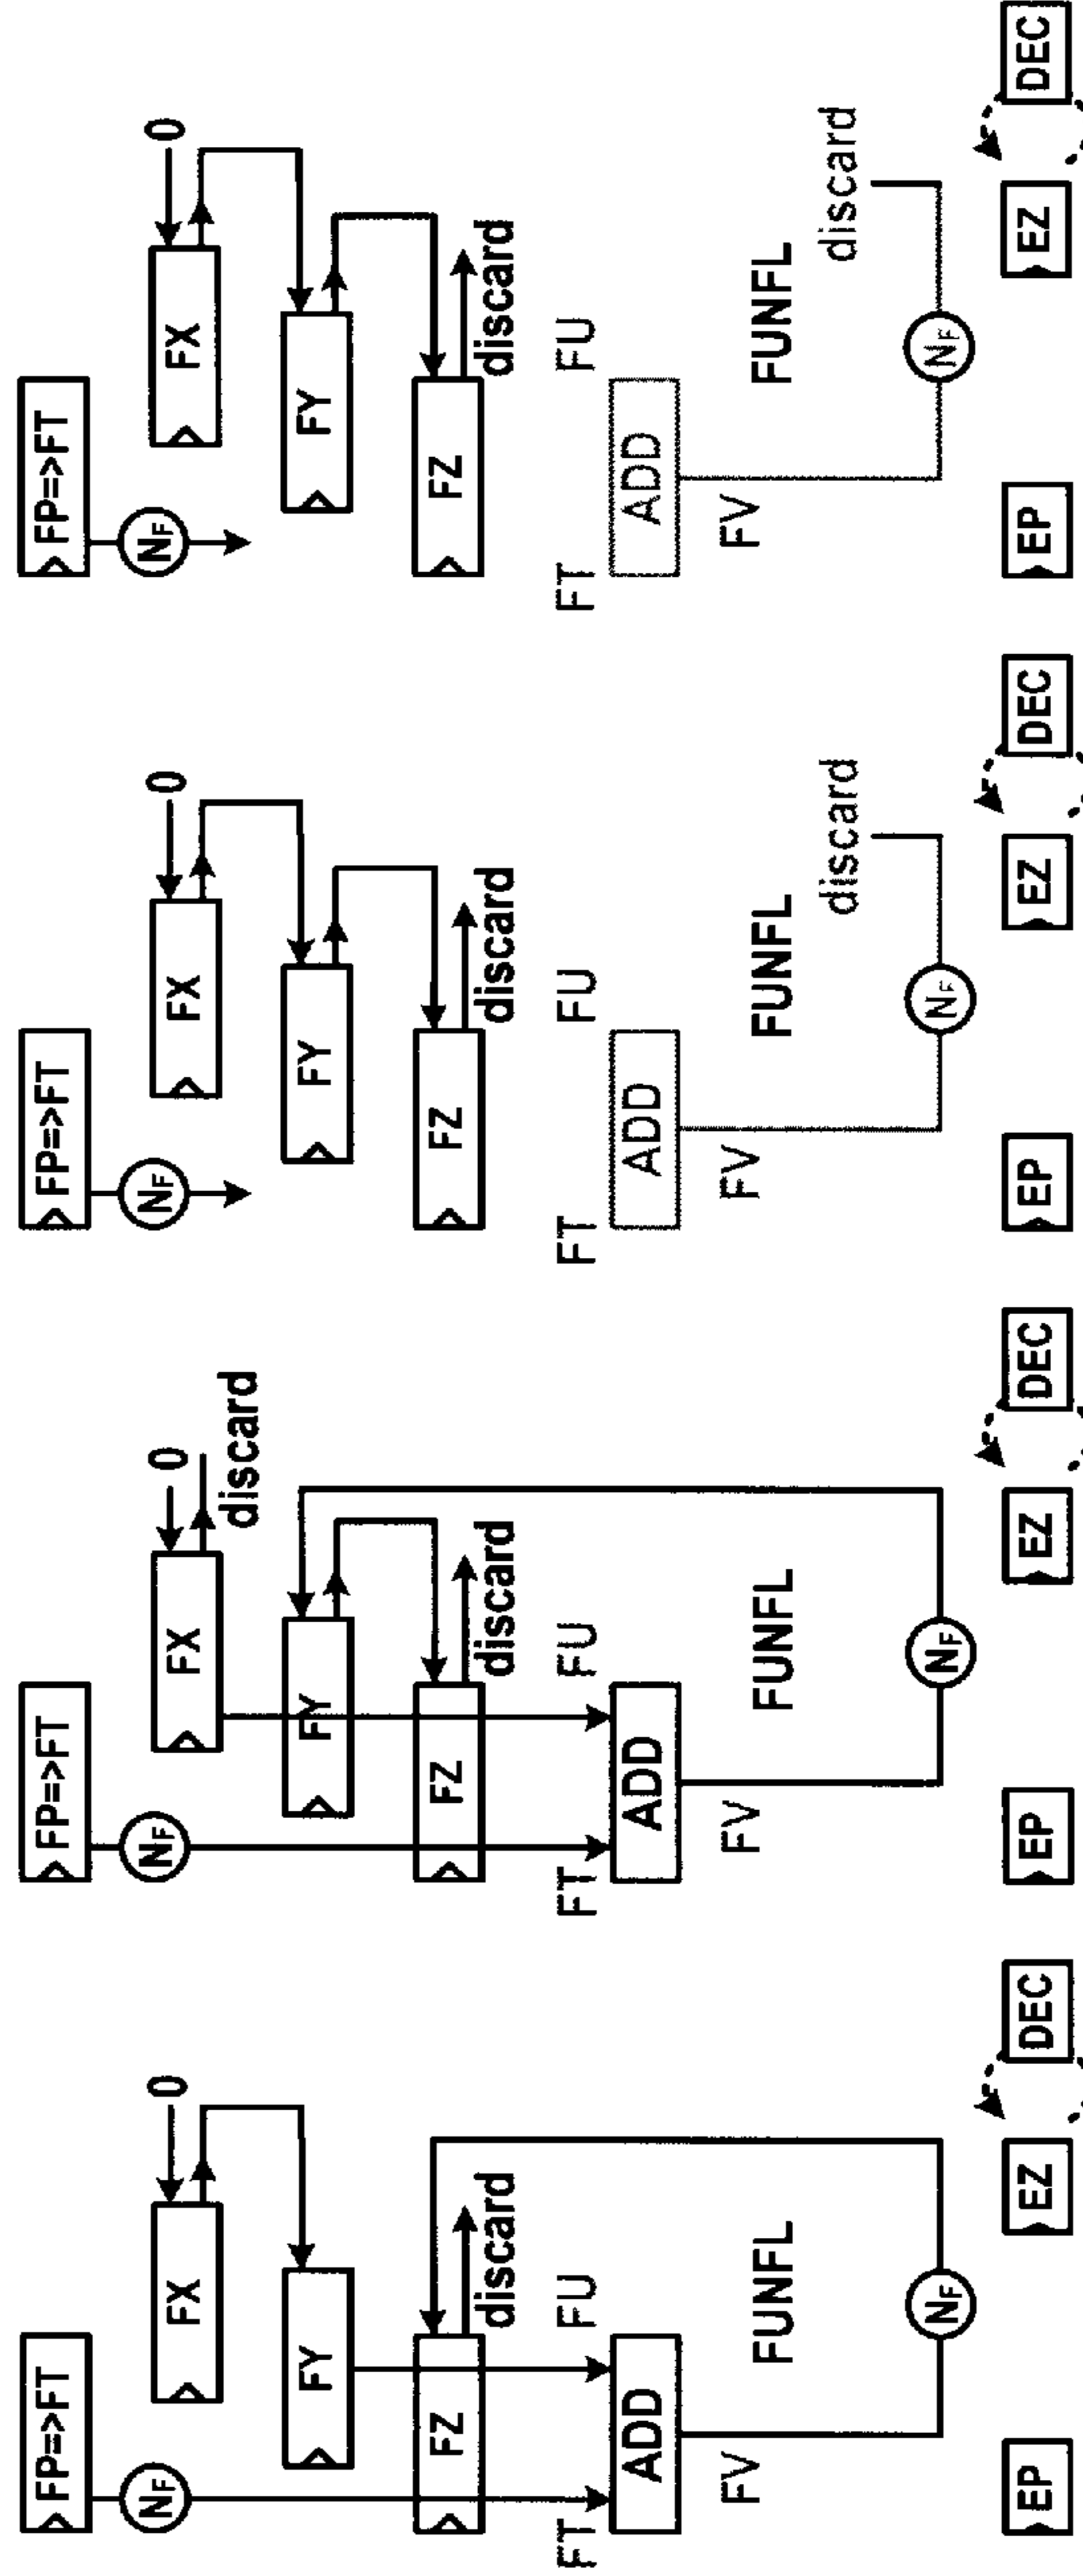 FP=>FT
NF
0
FX
FY
FZ
discard
FT
FU
ADD
FV
FUNFL
NF
EP
EZ
DEC
FP=>FT
NF
0
FX
discard
FY
FZ
discard
FT
FU
ADD
FV
FUNFL
NF
EP
EZ
DEC
FP=>FT
NF
0
FX
FY
FZ
discard
FT
FU
ADD
FV
FUNFL
discard
NF
EP
EZ
DEC
FP=>FT
NF
0
FX
FY
FZ
discard
FT
FU
ADD
FV
FUNFL
discard
NF
EP
EZ
DEC